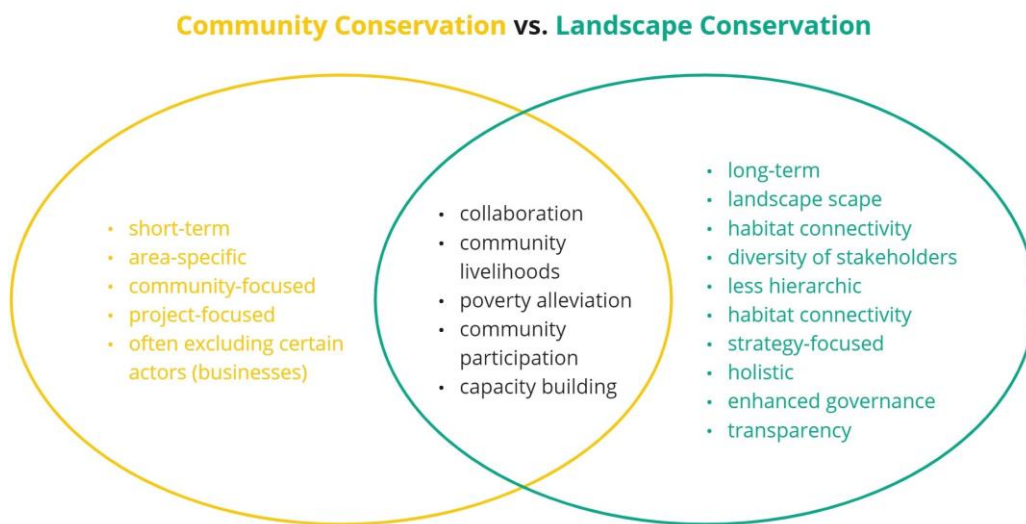 Community Conservation vs. Landscape Conservation
• short-term
• area-specific
• community-focused
• project-focused
• often excluding certain
actors (businesses)
• collaboration
• community
livelihoods
• poverty alleviation
• community
participation
• capacity building
• long-term
• landscape scape
• habitat connectivity
• diversity of stakeholders
• less hierarchic
• habitat connectivity
• strategy-focused
• holistic
• enhanced governance
• transparency